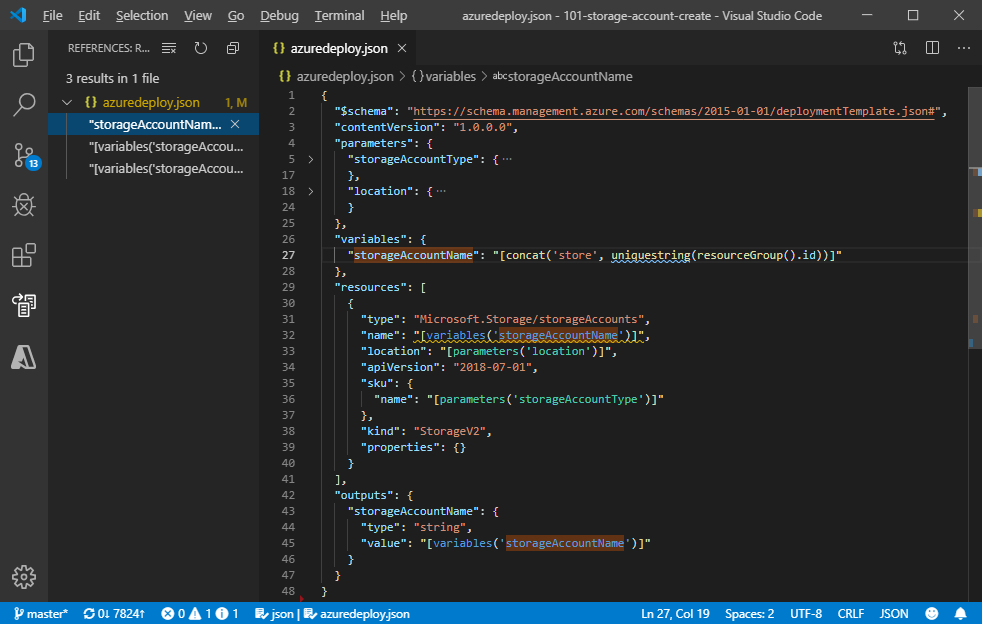 File Edit Selection View Go Debug Terminal Help azuredeploy.json - 101-storage-account-create - Visual Studio Code
REFERENCES: R...
3 results in 1 file
{} azuredeploy.json 1, M
"storageAccountNam...
"[variables('storageAccou...
"[variables('storageAccou...
13
{} azuredeploy.json
{} azuredeploy.json > {} variables > abc storageAccountName
1 {
2 "$schema": "https://schema.management.azure.com/schemas/2015-01-01/deploymentTemplate.json#",
3 "contentVersion": "1.0.0.0",
4 "parameters": {
5 "storageAccountType": { ...
17 },
18 "location": { ...
24 }
25 },
26 "variables": {
27 "storageAccountName": "[concat('store', uniquestring(resourceGroup().id))]"
28 },
29 "resources": [
30 {
31 "type": "Microsoft.Storage/storageAccounts",
32 "name": "[variables('storageAccountName')]",
33 "location": "[parameters('location')]",
34 "apiVersion": "2018-07-01",
35 "sku": {
36 "name": "[parameters('storageAccountType')]"
37 },
38 "kind": "StorageV2",
39 "properties": {}
40 }
41 ],
42 "outputs": {
43 "storageAccountName": {
44 "type": "string",
45 "value": "[variables('storageAccountName')]"
46 }
47 }
48 }
master* 0↓ 7824↑ 0 1 1 json | azuredeploy.json Ln 27, Col 19 Spaces: 2 UTF-8 CRLF JSON